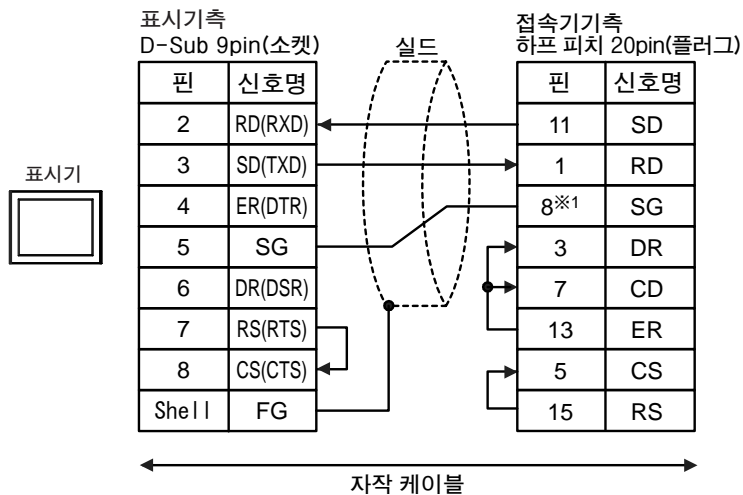 표시기측
D-Sub 9pin(소켓)
실드
접속기기측
하프 피치 20pin(플러그)
핀 신호명
핀 신호명
2 RD(RXD)
11 SD
3 SD(TXD)
1 RD
표시기
4 ER(DTR)
8※1 SG
5 SG
3 DR
6 DR(DSR)
7 CD
7 RS(RTS)
13 ER
8 CS(CTS)
5 CS
Shell FG
15 RS
자작 케이블